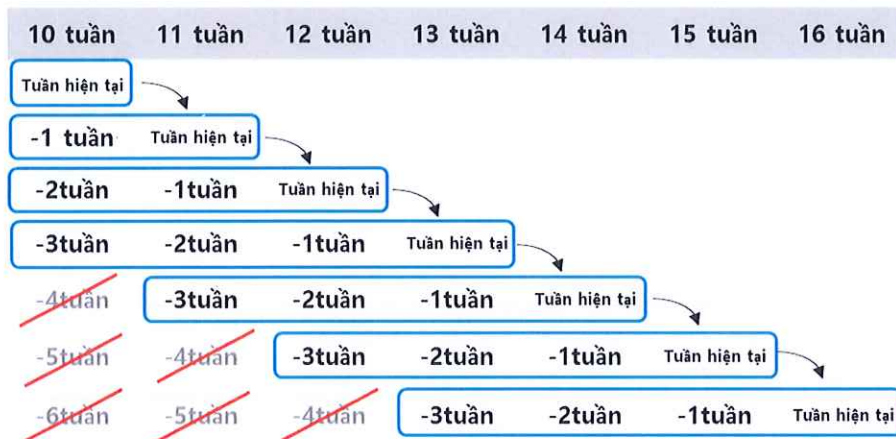 10 tuần 11 tuần 12 tuần 13 tuần 14 tuần 15 tuần 16 tuần
Tuần hiện tại
-1 tuần Tuần hiện tại
-2tuần -1tuần Tuần hiện tại
-3tuần -2tuần -1tuần Tuần hiện tại
-4tuần -3tuần -2tuần -1tuần Tuần hiện tại
-5tuần -4tuần -3tuần -2tuần -1tuần Tuần hiện tại
-6tuần -5tuần -4tuần -3tuần -2tuần -1tuần Tuần hiện tại